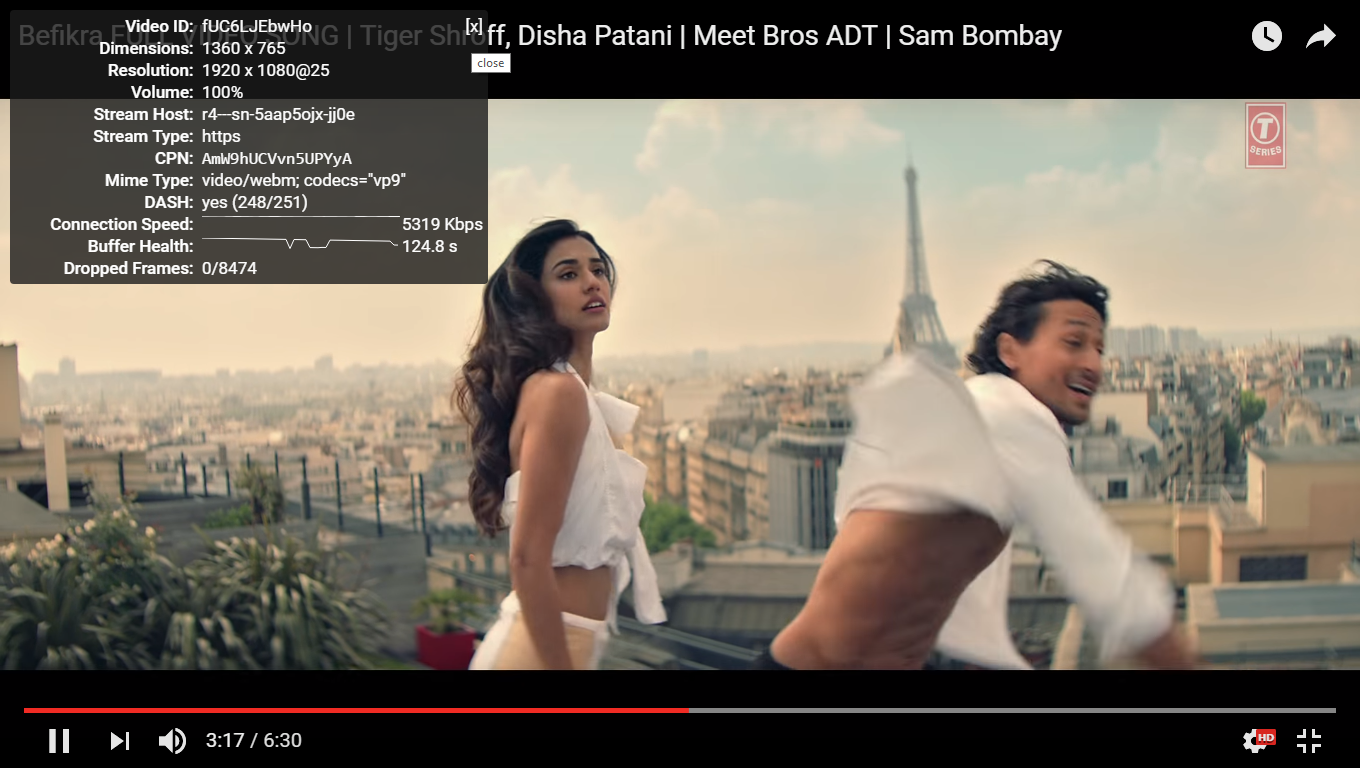 Befikra FULL VIDEO SONG | Tiger Shroff, Disha Patani | Meet Bros ADT | Sam Bombay
Video ID: fUC6LJEbwHo [x]
close
Dimensions: 1360 x 765
Resolution: 1920 x 1080@25
Volume: 100%
Stream Host: r4---sn-5aap5ojx-jj0e
Stream Type: https
CPN: AmW9hUCVvn5UPYyA
Mime Type: video/webm; codecs="vp9"
DASH: yes (248/251)
Connection Speed: 5319 Kbps
Buffer Health: 124.8 s
Dropped Frames: 0/8474
T
SERIES
3:17 / 6:30
HD